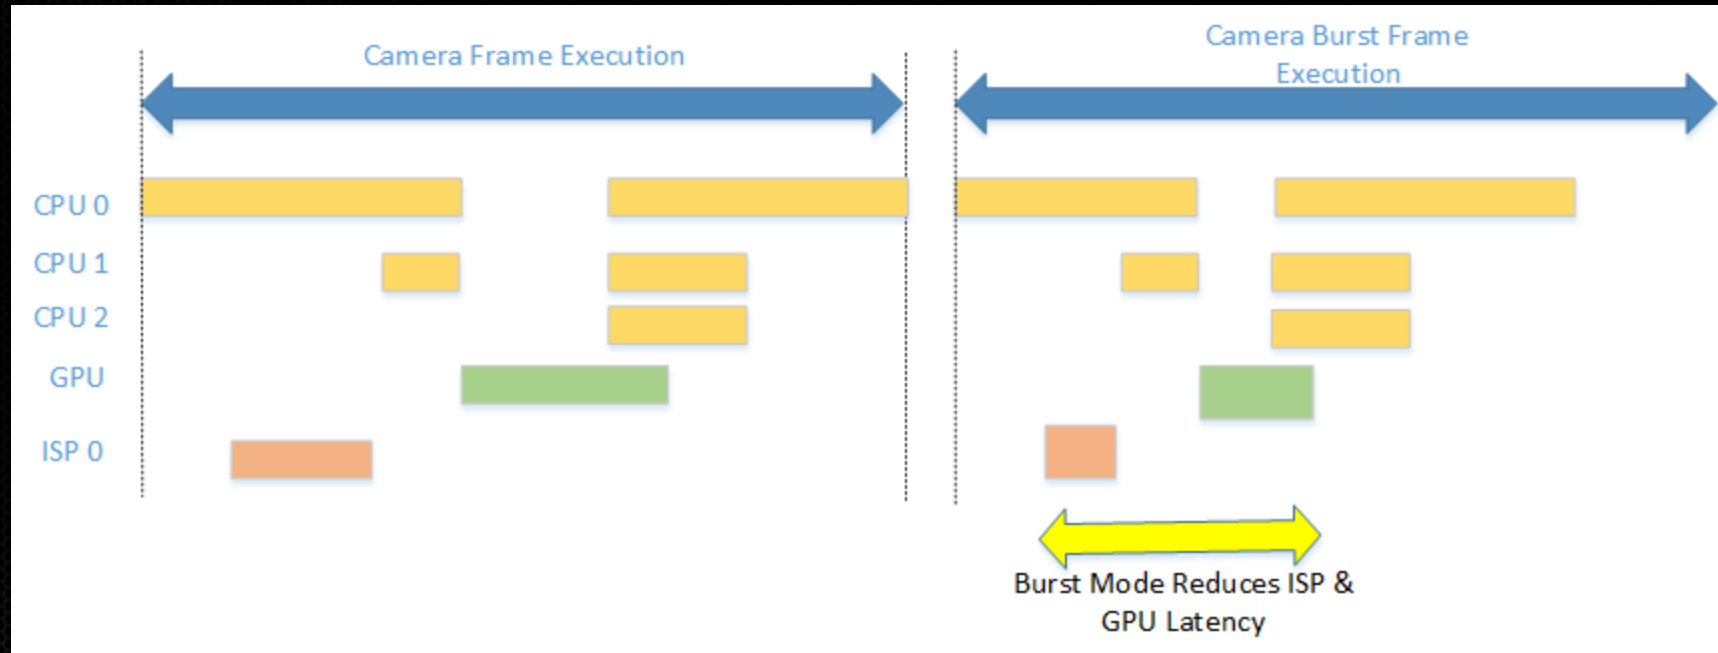 Camera Frame Execution
Camera Burst Frame
Execution
CPU 0
CPU 1
CPU 2
GPU
ISP 0
Burst Mode Reduces ISP &
GPU Latency